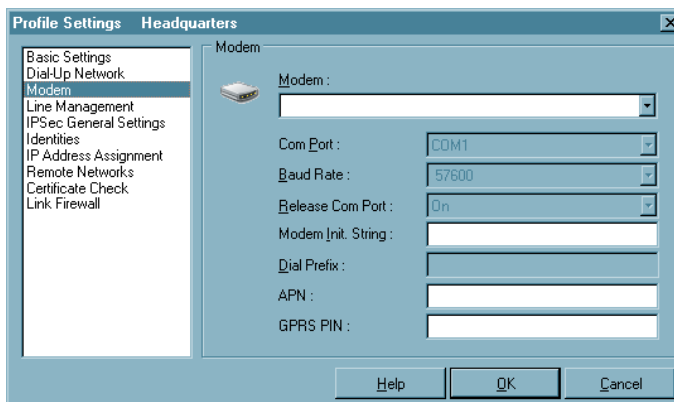 Profile Settings Headquarters
Basic Settings
Dial-Up Network
Modem
Line Management
IPSec General Settings
Identities
IP Address Assignment
Remote Networks
Certificate Check
Link Firewall
Modem
Modem :
Com Port : COM1
Baud Rate : 57600
Release Com Port : On
Modem Init. String :
Dial Prefix :
APN :
GPRS PIN :
Help OK Cancel